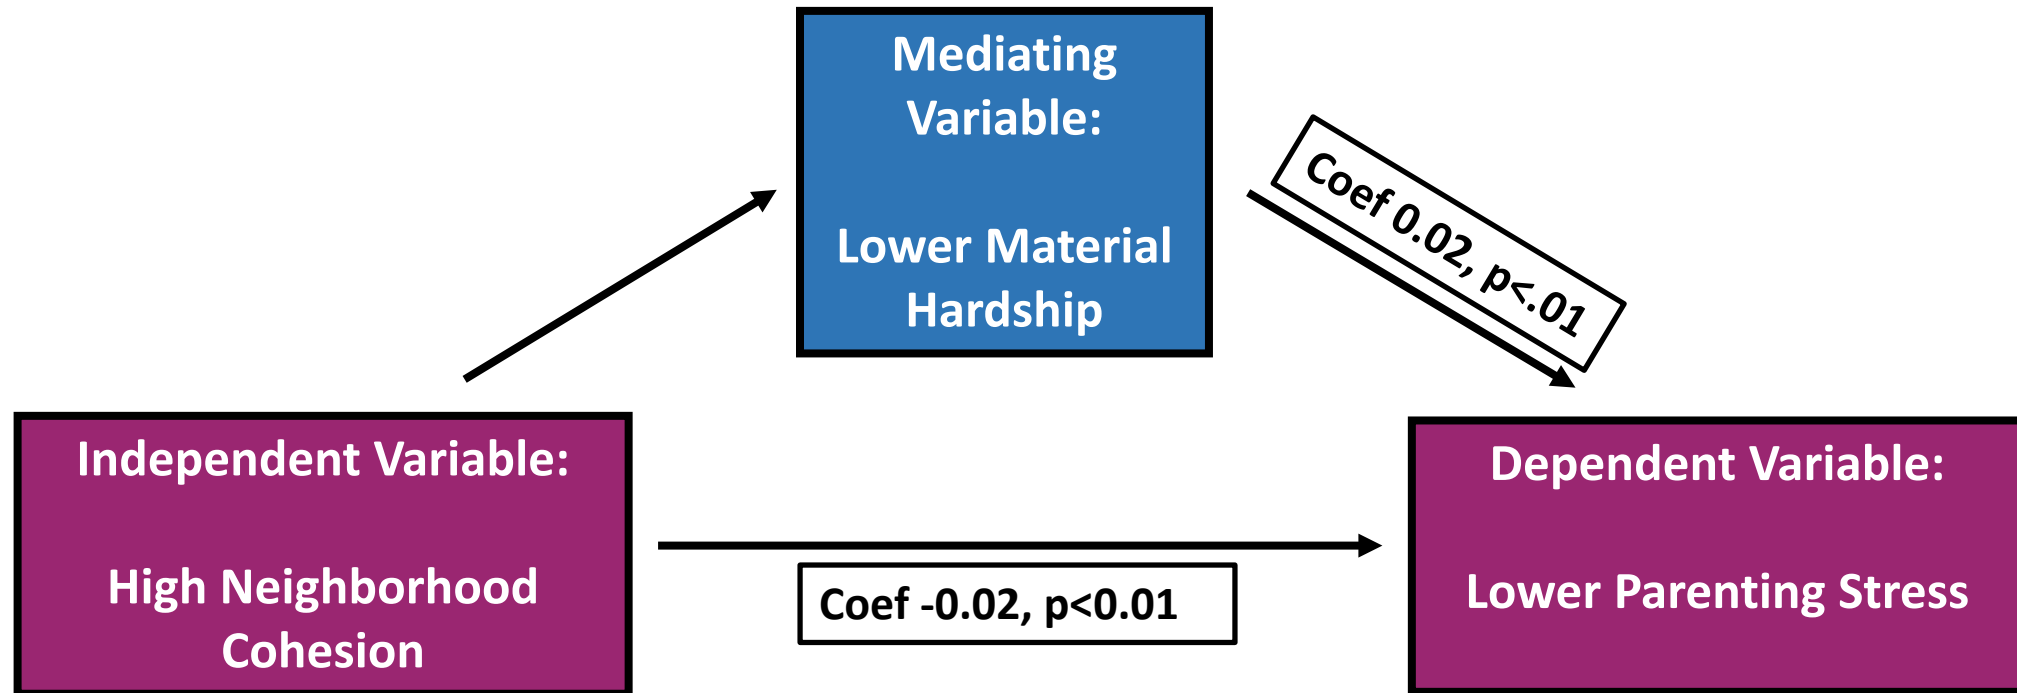 Mediating
Variable:
Lower Material
Hardship
Coef 0.02, p<.01
Independent Variable:
High Neighborhood
Cohesion
Coef -0.02, p<0.01
Dependent Variable:
Lower Parenting Stress